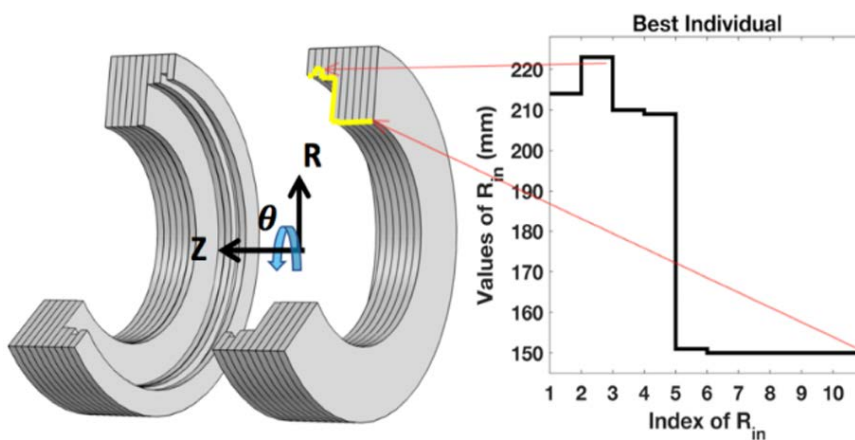 R
θ
Z
Best Individual
Values of R_in (mm)
220
210
200
190
180
170
160
150
1 2 3 4 5 6 7 8 9 10
Index of R_in